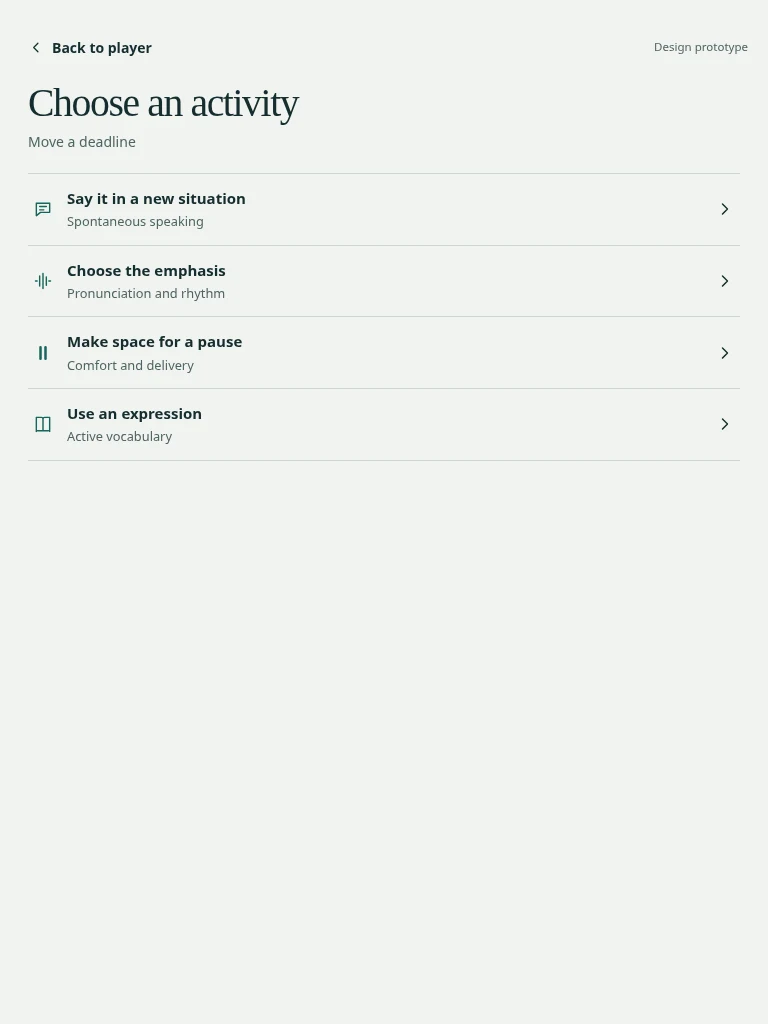 Back to player
Design prototype
Choose an activity
Move a deadline
Say it in a new situation
Spontaneous speaking
Choose the emphasis
Pronunciation and rhythm
Make space for a pause
Comfort and delivery
Use an expression
Active vocabulary